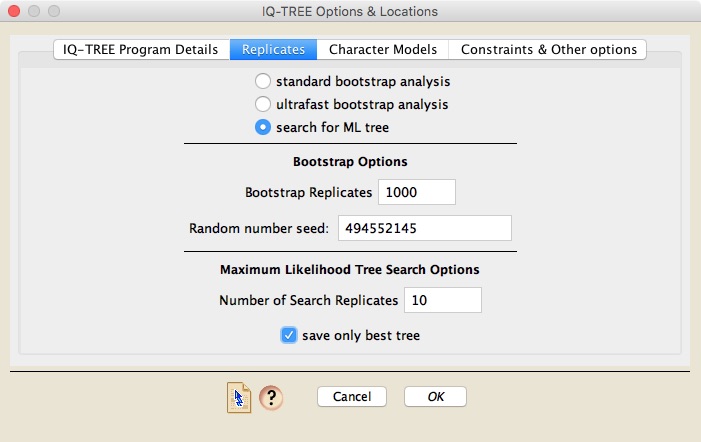 IQ-TREE Options & Locations
IQ-TREE Program Details Replicates Character Models Constraints & Other options
standard bootstrap analysis
ultrafast bootstrap analysis
search for ML tree
Bootstrap Options
Bootstrap Replicates 1000
Random number seed: 494552145
Maximum Likelihood Tree Search Options
Number of Search Replicates 10
save only best tree
? Cancel OK